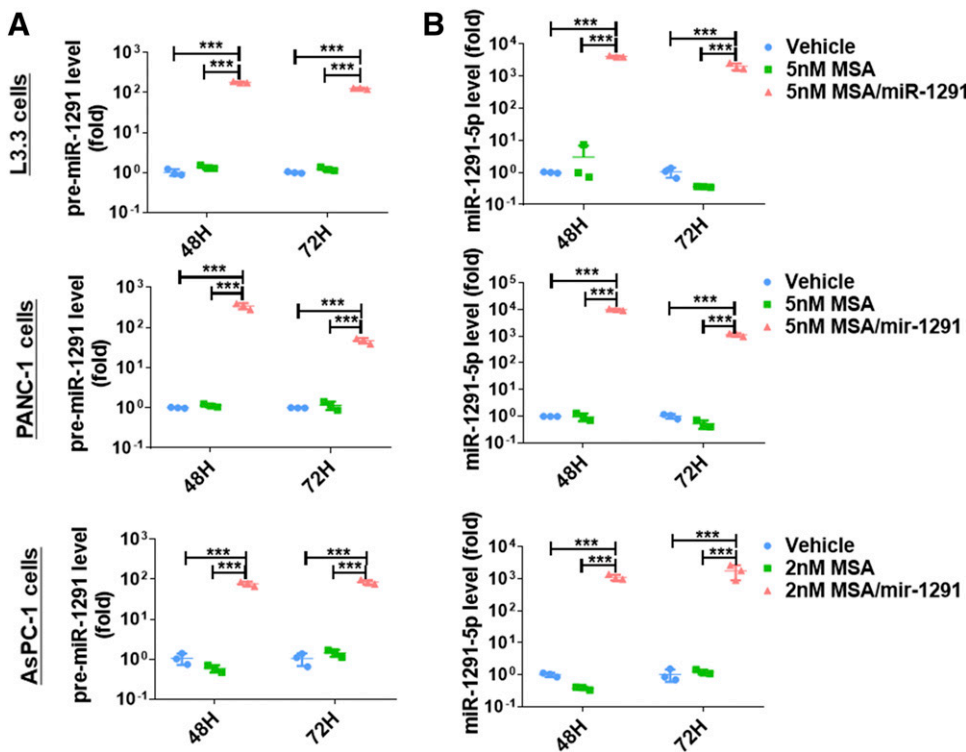 A
B
L3.3 cells
pre-miR-1291 level
(fold)
10³
10²
10¹
10⁰
10⁻¹
***
***
***
***
48H
72H
miR-1291-5p level (fold)
10⁴
10³
10²
10¹
10⁰
10⁻¹
***
***
***
***
48H
72H
Vehicle
5nM MSA
5nM MSA/miR-1291
PANC-1 cells
pre-miR-1291 level
(fold)
10³
10²
10¹
10⁰
10⁻¹
***
***
***
***
48H
72H
miR-1291-5p level (fold)
10⁵
10⁴
10³
10²
10¹
10⁰
10⁻¹
***
***
***
***
48H
72H
Vehicle
5nM MSA
5nM MSA/mir-1291
AsPC-1 cells
pre-miR-1291 level
(fold)
10³
10²
10¹
10⁰
10⁻¹
***
***
***
***
48H
72H
miR-1291-5p level (fold)
10⁴
10³
10²
10¹
10⁰
10⁻¹
***
***
***
***
48H
72H
Vehicle
2nM MSA
2nM MSA/mir-1291